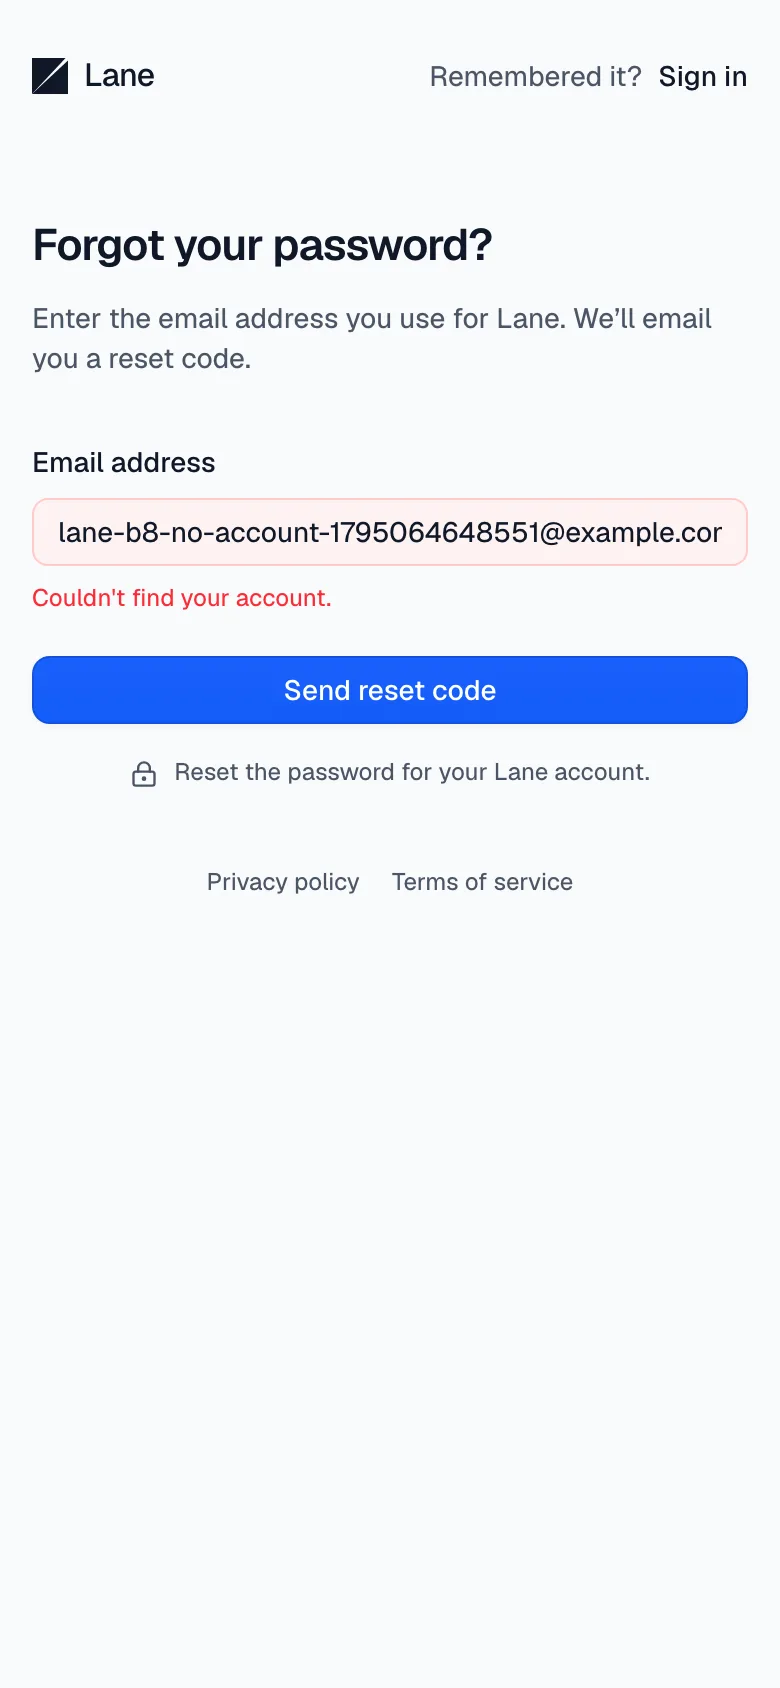 Lane
Remembered it? Sign in
Forgot your password?
Enter the email address you use for Lane. We’ll email
you a reset code.
Email address
lane-b8-no-account-1795064648551@example.cor
Couldn't find your account.
Send reset code
Reset the password for your Lane account.
Privacy policy Terms of service